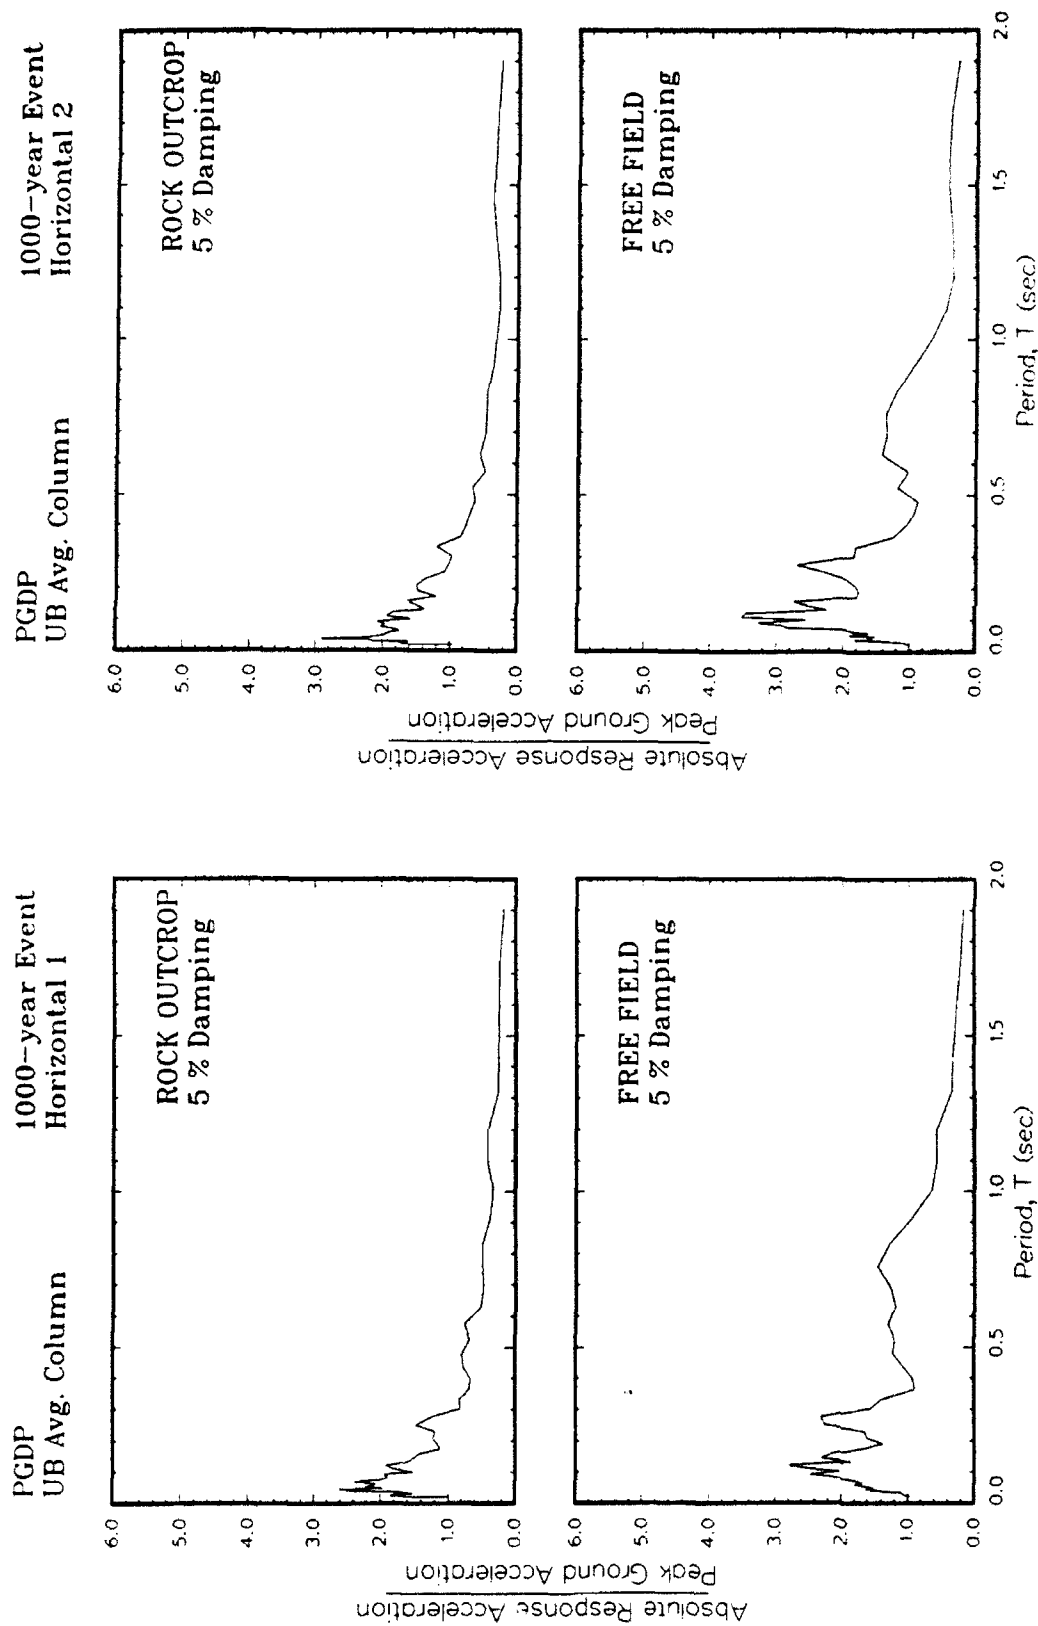 PGDP
UB Avg. Column
1000-year Event
Horizontal 1
ROCK OUTCROP
5 % Damping
6.0
5.0
4.0
3.0
2.0
1.0
0.0
FREE FIELD
5 % Damping
6.0
5.0
4.0
3.0
2.0
1.0
0.0
0.0
0.5
1.0
1.5
2.0
Period, T (sec)
Absolute Response Acceleration
Peak Ground Acceleration
PGDP
UB Avg. Column
1000-year Event
Horizontal 2
ROCK OUTCROP
5 % Damping
6.0
5.0
4.0
3.0
2.0
1.0
0.0
FREE FIELD
5 % Damping
6.0
5.0
4.0
3.0
2.0
1.0
0.0
0.0
0.5
1.0
1.5
2.0
Period, T (sec)
Absolute Response Acceleration
Peak Ground Acceleration